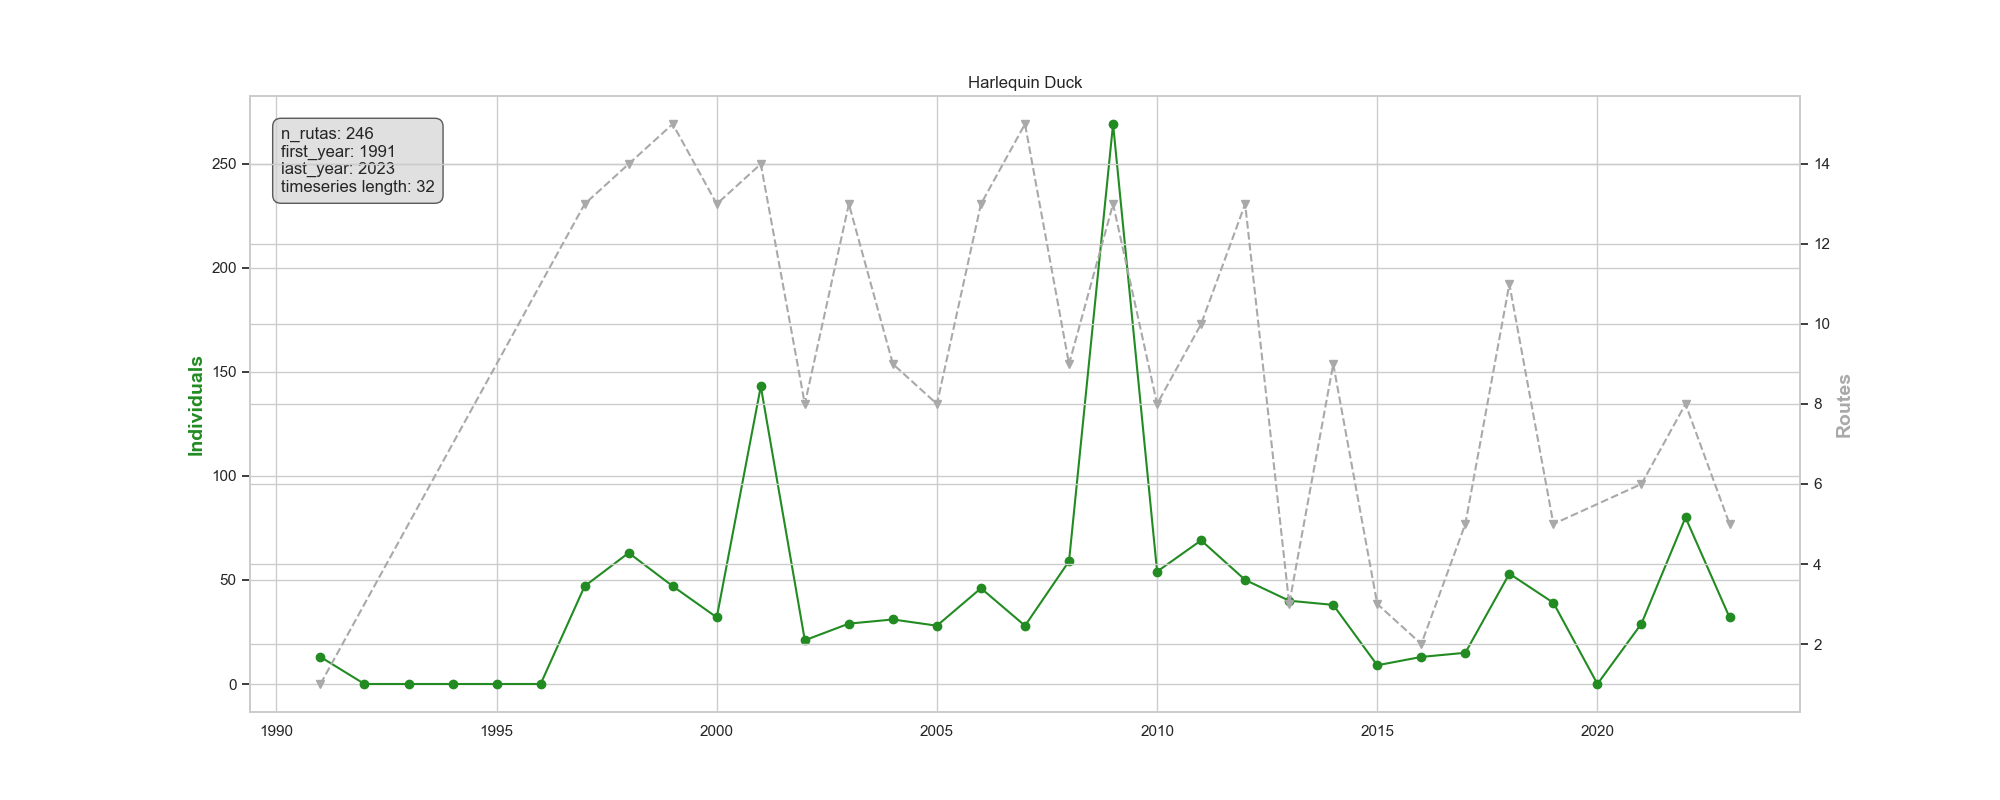 Harlequin Duck
n_rutas: 246
first_year: 1991
last_year: 2023
timeseries length: 32
Individuals
250
200
150
100
50
0
Routes
14
12
10
8
6
4
2
1990 1995 2000 2005 2010 2015 2020